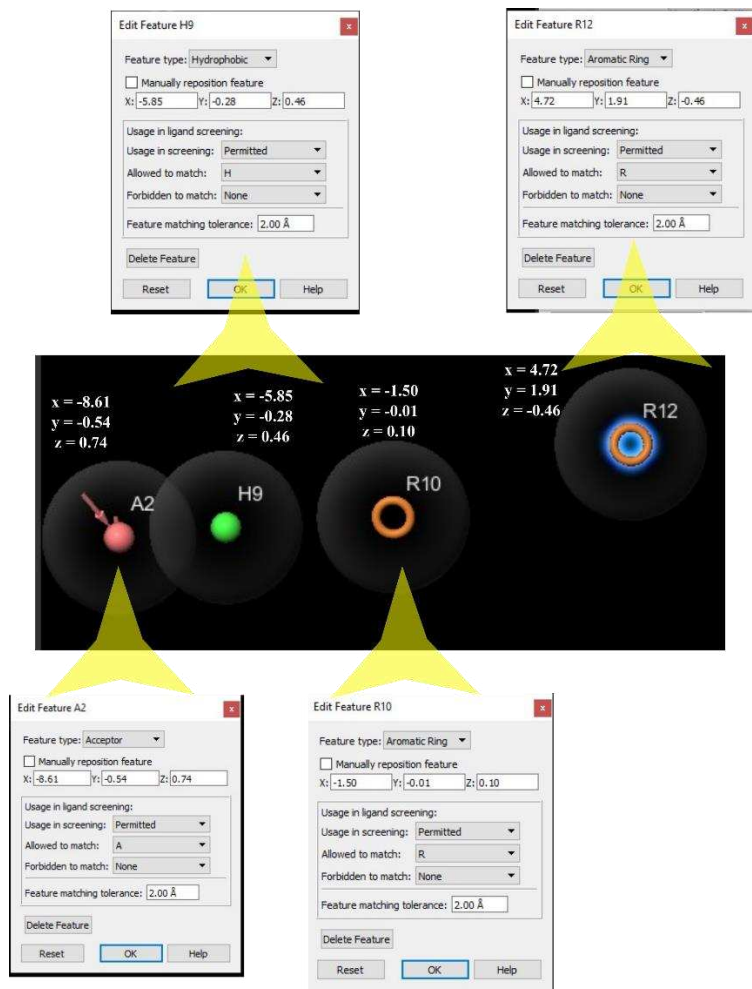 Edit Feature H9
x
Feature type: Hydrophobic
Manually reposition feature
X: -5.85 Y: -0.28 Z: 0.46
Usage in ligand screening:
Usage in screening: Permitted
Allowed to match: H
Forbidden to match: None
Feature matching tolerance: 2.00 Å
Delete Feature
Reset OK Help
Edit Feature R12
x
Feature type: Aromatic Ring
Manually reposition feature
X: 4.72 Y: 1.91 Z: -0.46
Usage in ligand screening:
Usage in screening: Permitted
Allowed to match: R
Forbidden to match: None
Feature matching tolerance: 2.00 Å
Delete Feature
Reset OK Help
x = -8.61
y = -0.54
z = 0.74
A2
x = -5.85
y = -0.28
z = 0.46
H9
x = -1.50
y = -0.01
z = 0.10
R10
x = 4.72
y = 1.91
z = -0.46
R12
Edit Feature A2
x
Feature type: Acceptor
Manually reposition feature
X: -8.61 Y: -0.54 Z: 0.74
Usage in ligand screening:
Usage in screening: Permitted
Allowed to match: A
Forbidden to match: None
Feature matching tolerance: 2.00 Å
Delete Feature
Reset OK Help
Edit Feature R10
x
Feature type: Aromatic Ring
Manually reposition feature
X: -1.50 Y: -0.01 Z: 0.10
Usage in ligand screening:
Usage in screening: Permitted
Allowed to match: R
Forbidden to match: None
Feature matching tolerance: 2.00 Å
Delete Feature
Reset OK Help